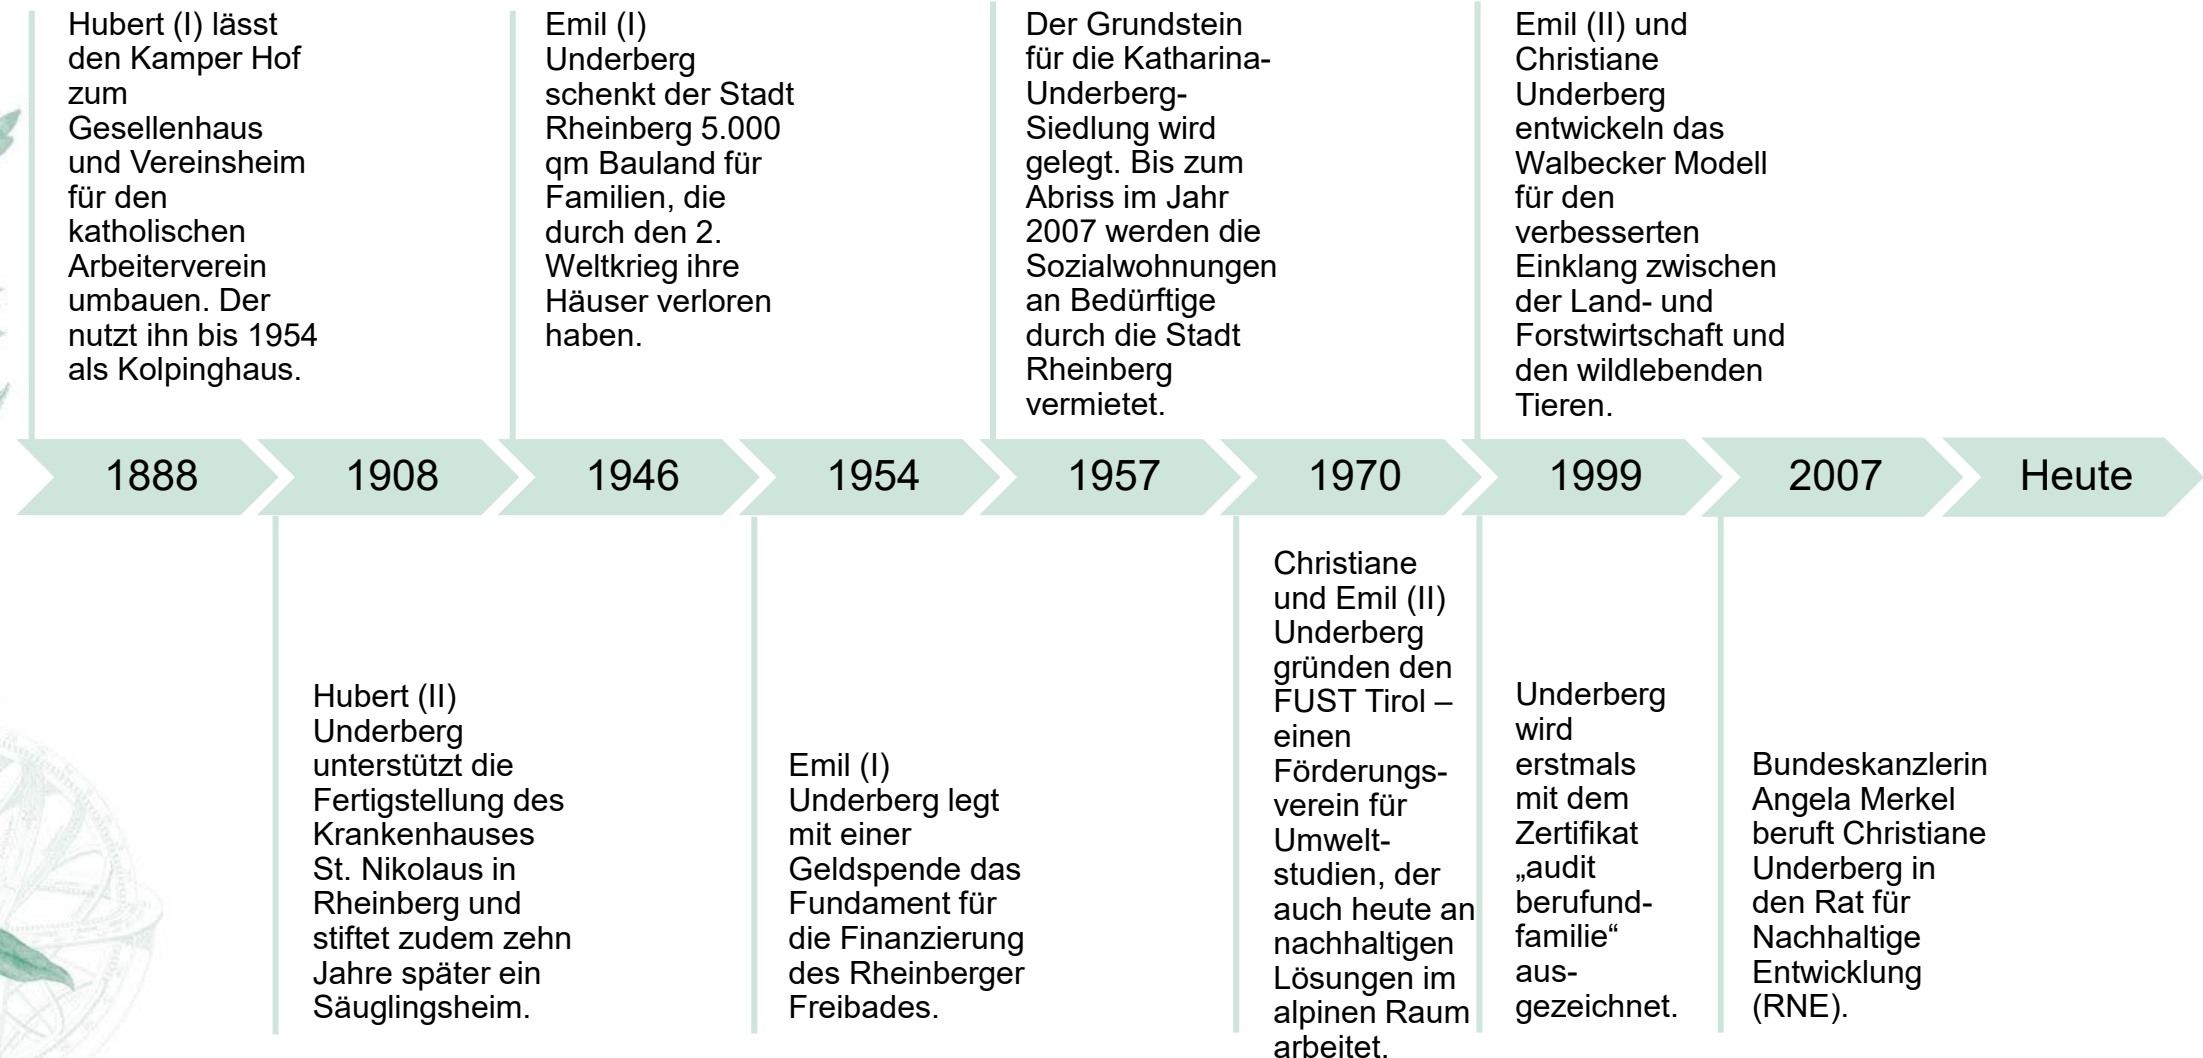 Hubert (I) lässt
den Kamper Hof
zum
Gesellenhaus
und Vereinsheim
für den
katholischen
Arbeiterverein
umbauen. Der
nutzt ihn bis 1954
als Kolpinghaus.
Emil (I)
Underberg
schenkt der Stadt
Rheinberg 5.000
qm Bauland für
Familien, die
durch den 2.
Weltkrieg ihre
Häuser verloren
haben.
Der Grundstein
für die Katharina-
Underberg-
Siedlung wird
gelegt. Bis zum
Abriss im Jahr
2007 werden die
Sozialwohnungen
an Bedürftige
durch die Stadt
Rheinberg
vermietet.
Emil (II) und
Christiane
Underberg
entwickeln das
Walbecker Modell
für den
verbesserten
Einklang zwischen
der Land- und
Forstwirtschaft und
den wildlebenden
Tieren.
1888
1908
1946
1954
1957
1970
1999
2007
Heute
Hubert (II)
Underberg
unterstützt die
Fertigstellung des
Krankenhauses
St. Nikolaus in
Rheinberg und
stiftet zudem zehn
Jahre später ein
Säuglingsheim.
Emil (I)
Underberg legt
mit einer
Geldspende das
Fundament für
die Finanzierung
des Rheinberger
Freibades.
Christiane
und Emil (II)
Underberg
gründen den
FUST Tirol –
einen
Förderungs-
verein für
Umwelt-
studien, der
auch heute an
nachhaltigen
Lösungen im
alpinen Raum
arbeitet.
Underberg
wird
erstmals
mit dem
Zertifikat
„audit
berufund-
familie“
aus-
gezeichnet.
Bundeskanzlerin
Angela Merkel
beruft Christiane
Underberg in
den Rat für
Nachhaltige
Entwicklung
(RNE).